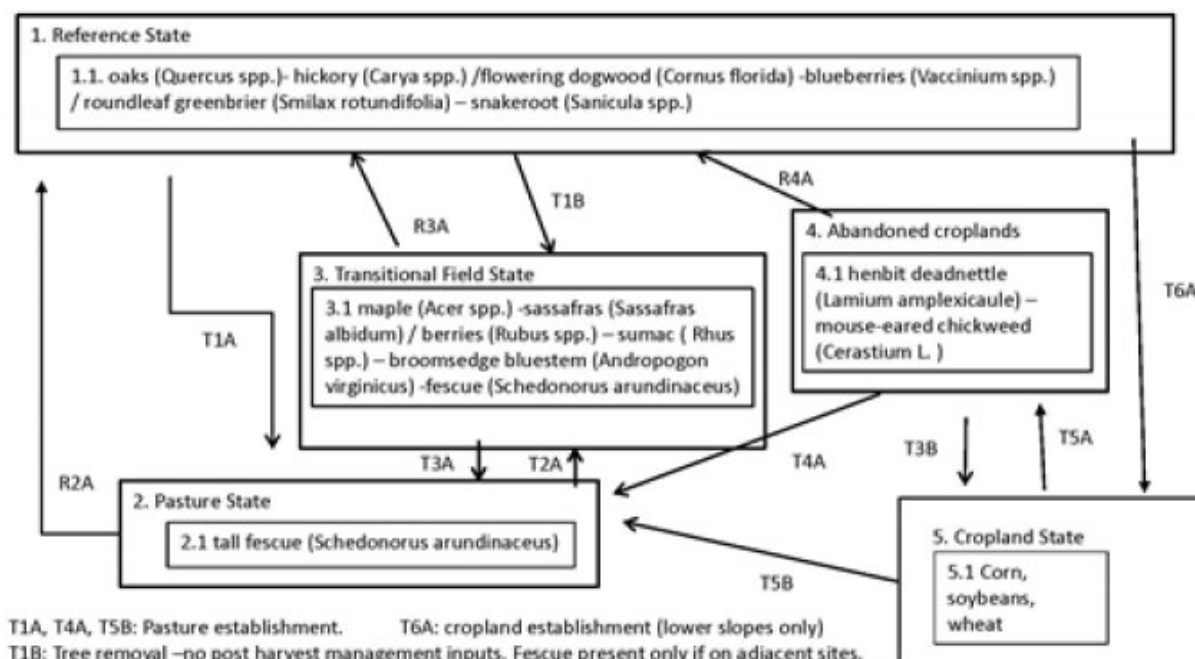 1. Reference State
1.1. oaks (Quercus spp.)- hickory (Carya spp.) /flowering dogwood (Cornus florida) -blueberries (Vaccinium spp.)
/ roundleaf greenbrier (Smilax rotundifolia) – snakeroot (Sanicula spp.)
R3A
T1B
R4A
4. Abandoned croplands
4.1 henbit deadnettle
(Lamium amplexicaule) –
mouse-eared chickweed
(Cerastium L. )
T6A
T1A
3. Transitional Field State
3.1 maple (Acer spp.) -sassafras (Sassafras
albidum) / berries (Rubus spp.) – sumac ( Rhus
spp.) – broomsedge bluestem (Andropogon
virginicus) -fescue (Schedonorus arundinaceus)
R2A
T3A
T2A
T4A
T3B
T5A
2. Pasture State
2.1 tall fescue (Schedonorus arundinaceus)
T5B
5. Cropland State
5.1 Corn,
soybeans,
wheat
T1A, T4A, T5B: Pasture establishment.
T6A: cropland establishment (lower slopes only)
T1B: Tree removal –no post harvest management inputs. Fescue present only if on adjacent sites.